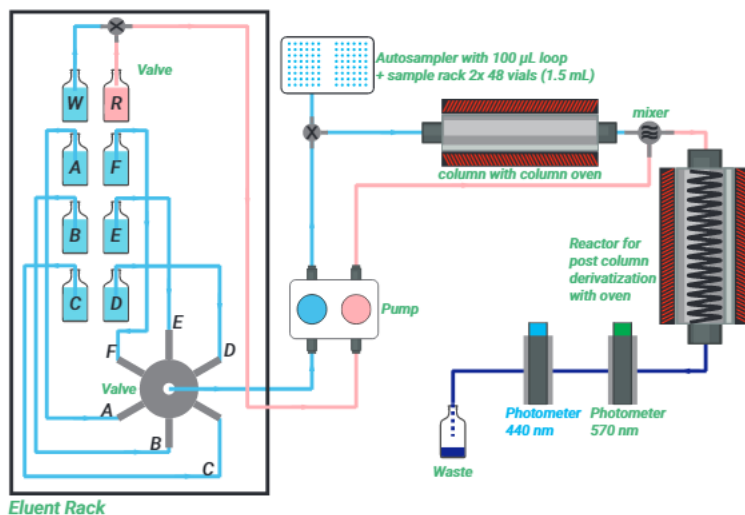 Valve
W
R
A
F
B
E
C
D
E
F
D
Valve
A
B
C
Eluent Rack
Autosampler with 100 µL loop
+ sample rack 2x 48 vials (1.5 mL)
column with column oven
mixer
Reactor for
post column
derivatization
with oven
Pump
Photometer
440 nm
Photometer
570 nm
Waste